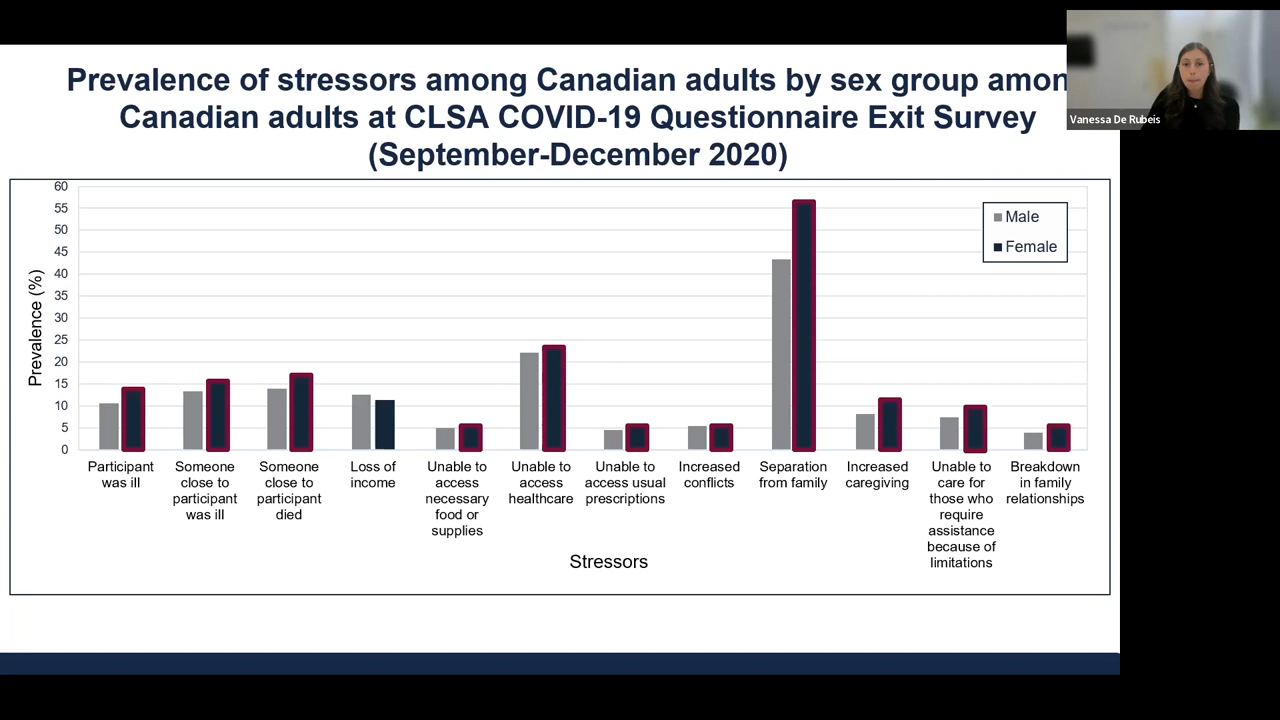 Prevalence of stressors among Canadian adults by sex group amon
Canadian adults at CLSA COVID-19 Questionnaire Exit Survey
(September-December 2020)
Vanessa De Rubeis
60
55
50
45
40
35
30
25
20
15
10
5
0
Prevalence (%)
Male
Female
Participant
was ill
Someone
close to
participant
was ill
Someone
close to
participant
died
Loss of
income
Unable to
access
necessary
food or
supplies
Unable to
access
healthcare
Unable to
access usual
prescriptions
Increased
conflicts
Separation
from family
Increased
caregiving
Unable to
care for
those who
require
assistance
because of
limitations
Breakdown
in family
relationships
Stressors